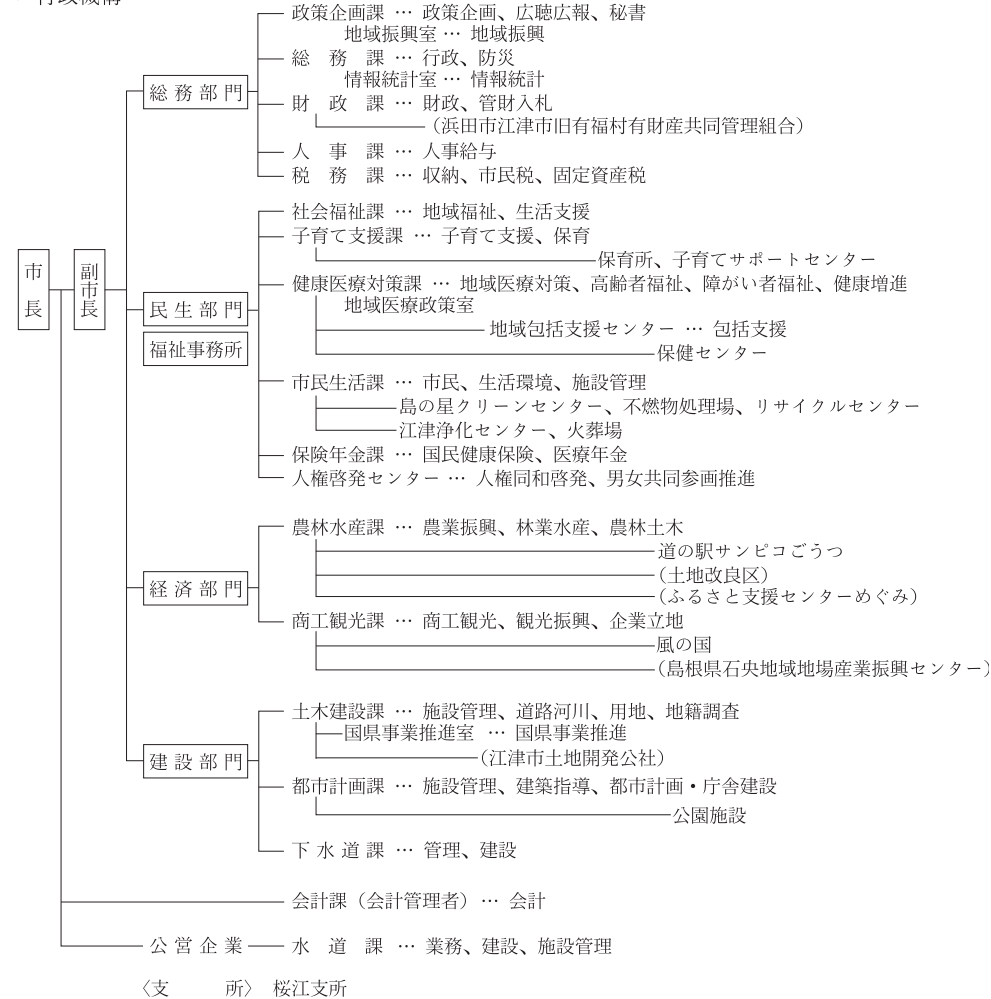 行政機構
政策企画課 … 政策企画、広聴広報、秘書
地域振興室 … 地域振興
総務課 … 行政、防災
情報統計室 … 情報統計
総務部門
財政課 … 財政、管財入札
（浜田市江津市旧有福村有財産共同管理組合）
人事課 … 人事給与
税務課 … 収納、市民税、固定資産税
社会福祉課 … 地域福祉、生活支援
子育て支援課 … 子育て支援、保育
保育所、子育てサポートセンター
市長
副市長
健康医療対策課 … 地域医療対策、高齢者福祉、障がい者福祉、健康増進
地域医療政策室
民生部門
地域包括支援センター … 包括支援
福祉事務所
保健センター
市民生活課 … 市民、生活環境、施設管理
島の星クリーンセンター、不燃物処理場、リサイクルセンター
江津浄化センター、火葬場
保険年金課 … 国民健康保険、医療年金
人権啓発センター … 人権同和啓発、男女共同参画推進
農林水産課 … 農業振興、林業水産、農林土木
道の駅サンピコごうつ
（土地改良区）
経済部門
（ふるさと支援センターめぐみ）
商工観光課 … 商工観光、観光振興、企業立地
風の国
（島根県石央地域地場産業振興センター）
土木建設課 … 施設管理、道路河川、用地、地籍調査
国県事業推進室 … 国県事業推進
（江津市土地開発公社）
建設部門
都市計画課 … 施設管理、建築指導、都市計画・庁舎建設
公園施設
下水道課 … 管理、建設
会計課（会計管理者）… 会計
公営企業 水道課 … 業務、建設、施設管理
〈支所〉 桜江支所